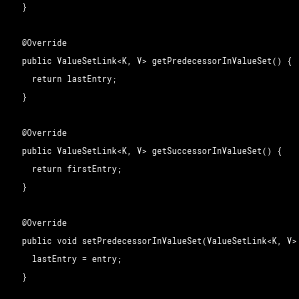 }
@Override
public ValueSetLink<K, V> getPredecessorInValueSet() {
return lastEntry;
}
@Override
public ValueSetLink<K, V> getSuccessorInValueSet() {
return firstEntry;
}
@Override
public void setPredecessorInValueSet(ValueSetLink<K, V>
lastEntry = entry;
}